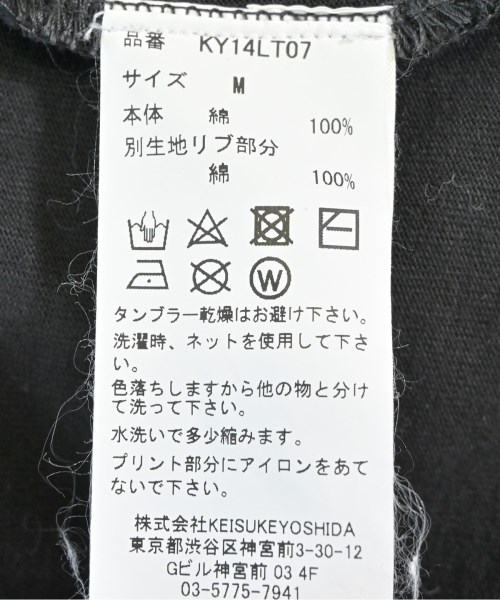 品番 KY14LT07
サイズ M
本体 綿 100%
別生地リブ部分
綿 100%
W
タンブラー乾燥はお避け下さい。
洗濯時、ネットを使用して下さ
い。
色落ちしますから他の物と分け
て洗って下さい。
水洗いで多少縮みます。
プリント部分にアイロンをあて
ないで下さい。
株式会社KEISUKEYOSHIDA
東京都渋谷区神宮前3-30-12
Gビル神宮前 03 4F
03-5775-7941